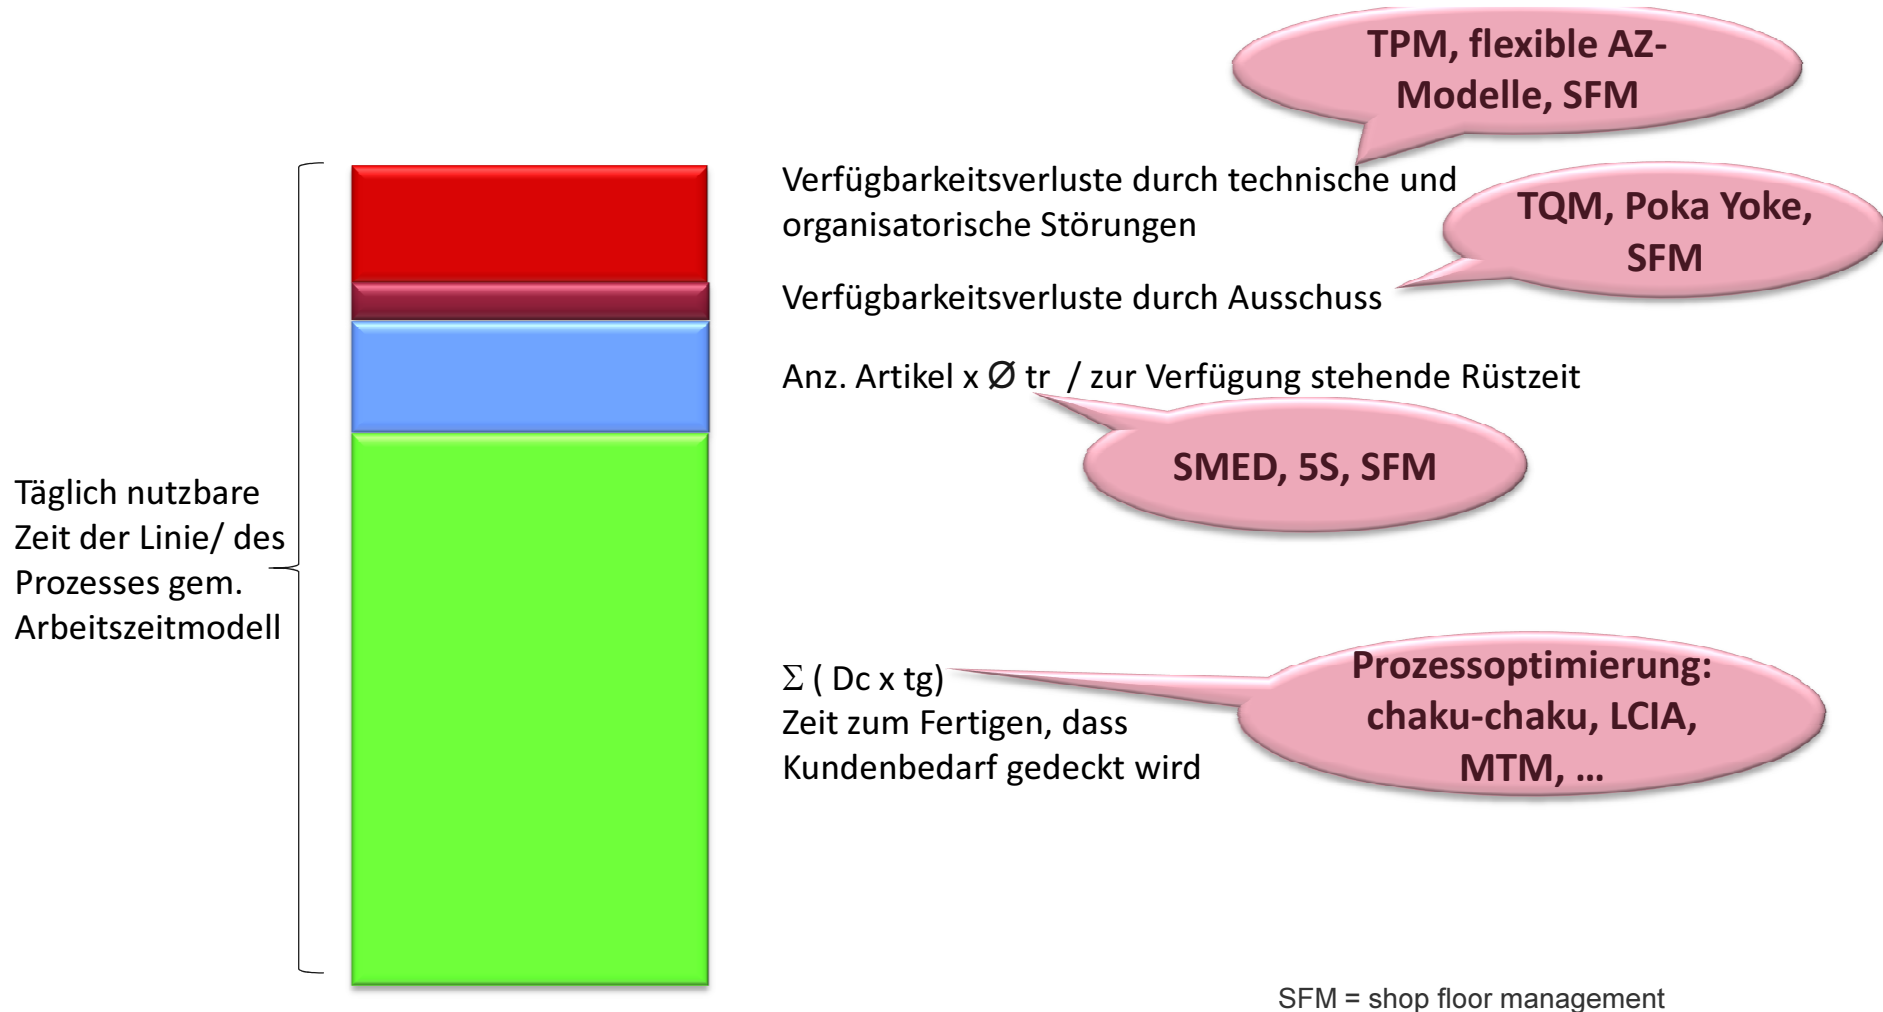 TPM, flexible AZ-
Modelle, SFM
Verfügbarkeitsverluste durch technische und
organisatorische Störungen
TQM, Poka Yoke,
SFM
Verfügbarkeitsverluste durch Ausschuss
Anz. Artikel x Ø tr  / zur Verfügung stehende Rüstzeit
SMED, 5S, SFM
Täglich nutzbare
Zeit der Linie/ des
Prozesses gem.
Arbeitszeitmodell
Σ ( Dc x tg)
Zeit zum Fertigen, dass
Kundenbedarf gedeckt wird
Prozessoptimierung:
chaku-chaku, LCIA,
MTM, ...
SFM = shop floor management